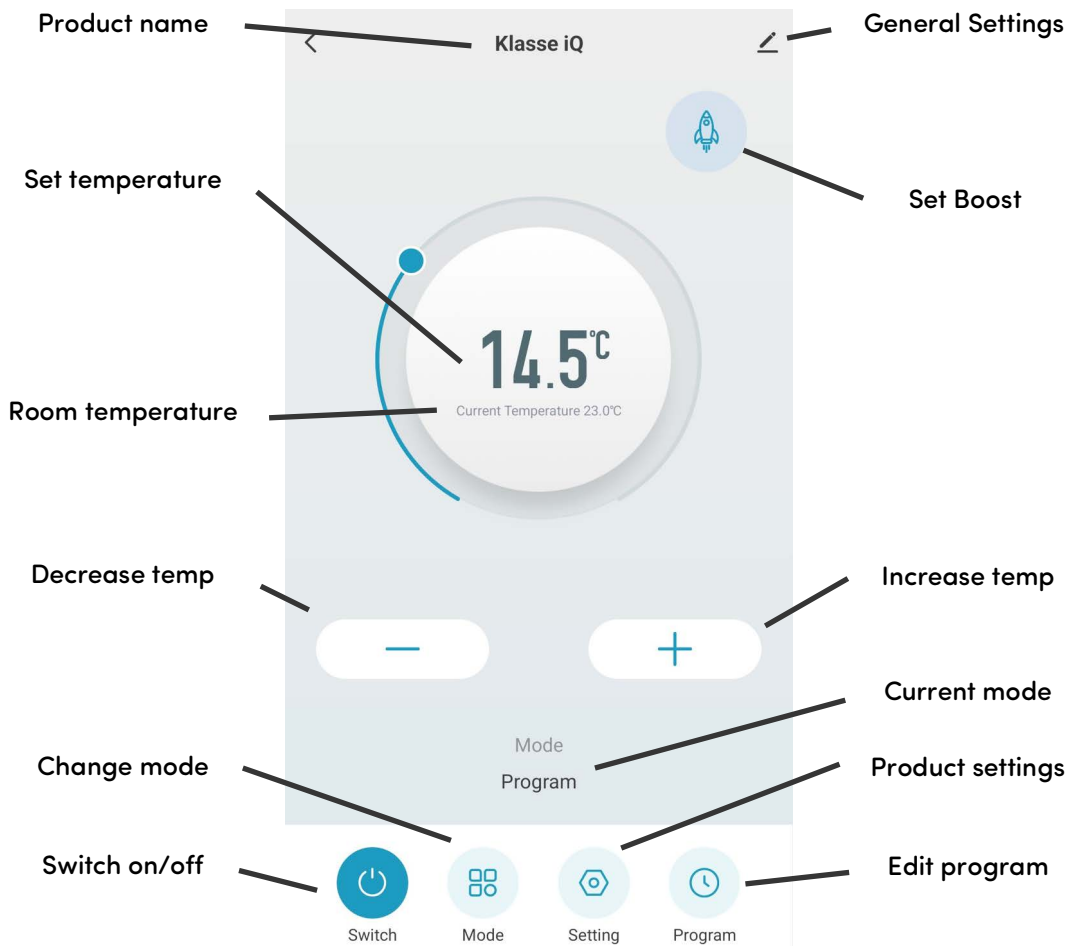 Product name
Klasse iQ
General Settings
Set temperature
Set Boost
14.5°C
Current Temperature 23.0°C
Room temperature
Decrease temp
Increase temp
Current mode
Mode
Change mode
Program
Product settings
Switch on/off
Edit program
Switch
Mode
Setting
Program